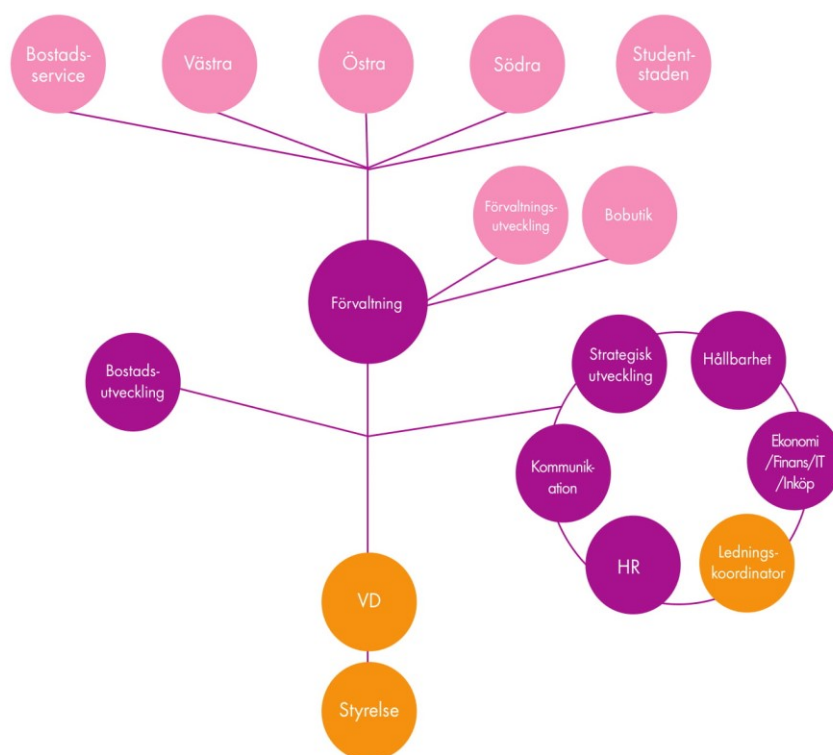 Bostads-
service
Västra
Östra
Södra
Student-
staden
Förvaltnings-
utveckling
Bobutik
Förvaltning
Bostads-
utveckling
Strategisk
utveckling
Hållbarhet
Kommunik-
ation
Ekonomi
/Finans/IT
/Inköp
HR
Lednings-
koordinator
VD
Styrelse